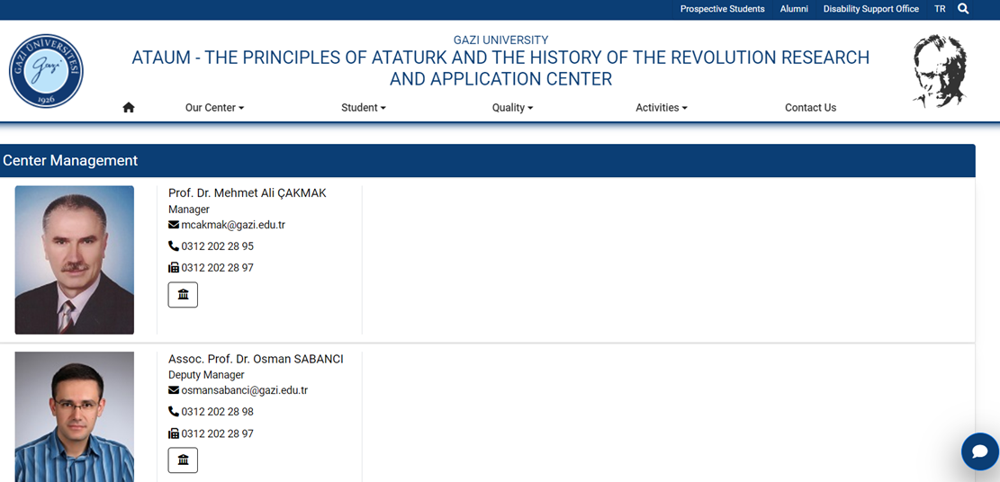 Prospective Students Alumni Disability Support Office TR
GAZİ ÜNİVERSİTESİ
Gazi
1926
GAZI UNIVERSITY
ATAUM - THE PRINCIPLES OF ATATURK AND THE HISTORY OF THE REVOLUTION RESEARCH
AND APPLICATION CENTER
Our Center Student Quality Activities Contact Us
Center Management
Prof. Dr. Mehmet Ali ÇAKMAK
Manager
mcakmak@gazi.edu.tr
0312 202 28 95
0312 202 28 97
Assoc. Prof. Dr. Osman SABANCI
Deputy Manager
osmansabanci@gazi.edu.tr
0312 202 28 98
0312 202 28 97